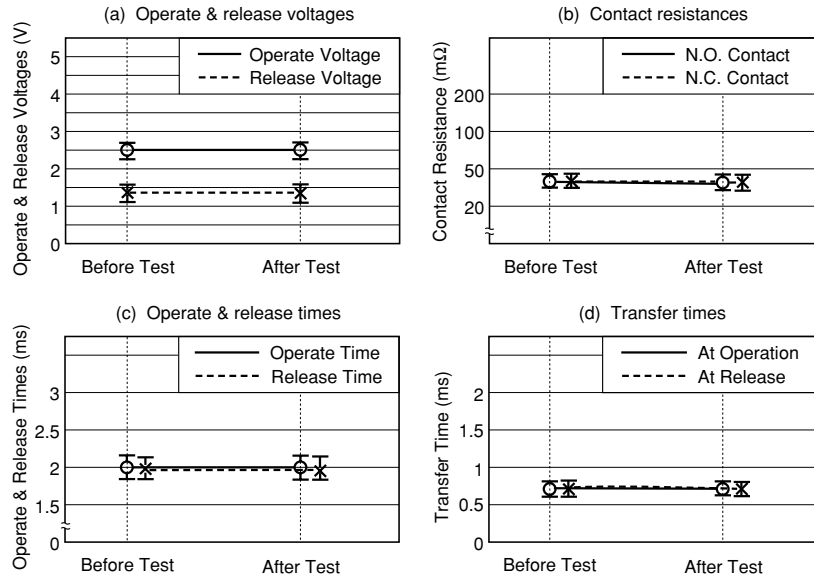 (a) Operate & release voltages
Operate & Release Voltages (V)
5
4
3
2
1
0
Operate Voltage
Release Voltage
Before Test
After Test
(b) Contact resistances
Contact Resistance (mΩ)
200
100
50
20
≈
N.O. Contact
N.C. Contact
Before Test
After Test
(c) Operate & release times
Operate & Release Times (ms)
3
2.5
2
1.5
≈
0
Operate Time
Release Time
Before Test
After Test
(d) Transfer times
Transfer Time (ms)
2
1.5
1
0.5
0
At Operation
At Release
Before Test
After Test